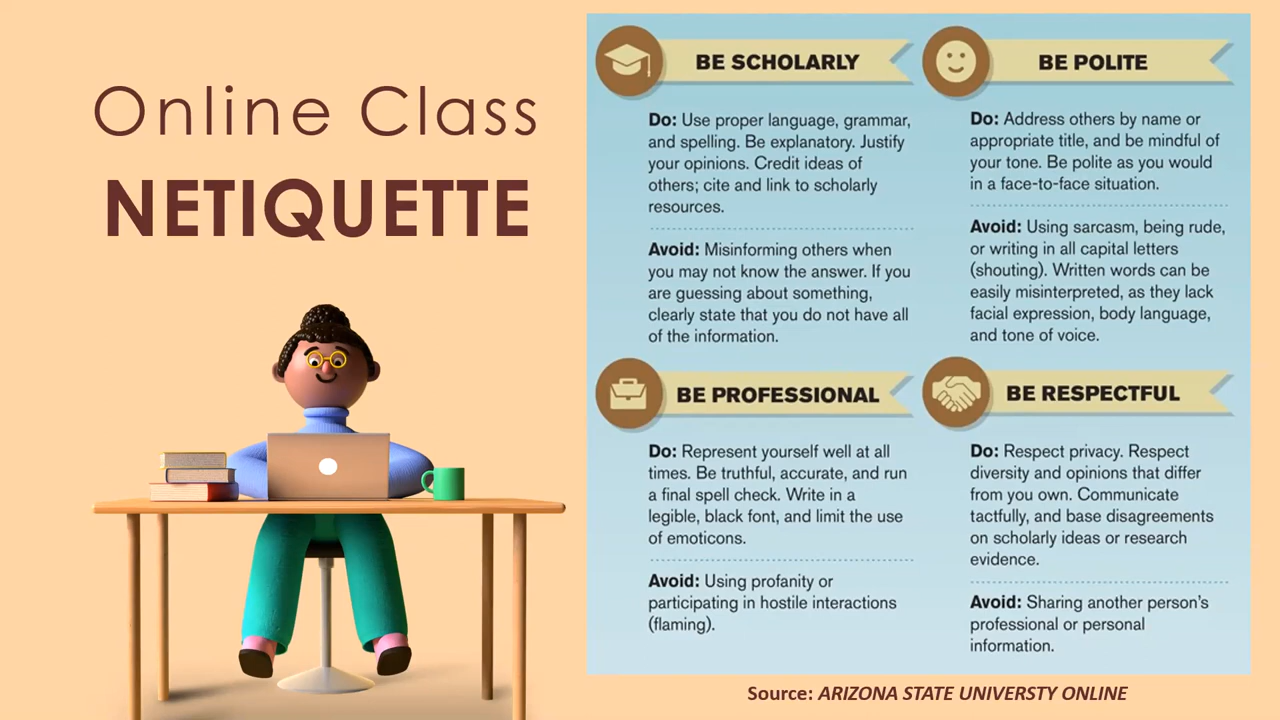 Online Class
NETIQUETTE
BE SCHOLARLY
Do: Use proper language, grammar,
and spelling. Be explanatory. Justify
your opinions. Credit ideas of
others; cite and link to scholarly
resources.
Avoid: Misinforming others when
you may not know the answer. If you
are guessing about something,
clearly state that you do not have all
of the information.
BE POLITE
Do: Address others by name or
appropriate title, and be mindful of
your tone. Be polite as you would
in a face-to-face situation.
Avoid: Using sarcasm, being rude,
or writing in all capital letters
(shouting). Written words can be
easily misinterpreted, as they lack
facial expression, body language,
and tone of voice.
BE PROFESSIONAL
Do: Represent yourself well at all
times. Be truthful, accurate, and run
a final spell check. Write in a
legible, black font, and limit the use
of emoticons.
Avoid: Using profanity or
participating in hostile interactions
(flaming).
BE RESPECTFUL
Do: Respect privacy. Respect
diversity and opinions that differ
from you own. Communicate
tactfully, and base disagreements
on scholarly ideas or research
evidence.
Avoid: Sharing another person's
professional or personal
information.
Source: ARIZONA STATE UNIVERSTY ONLINE